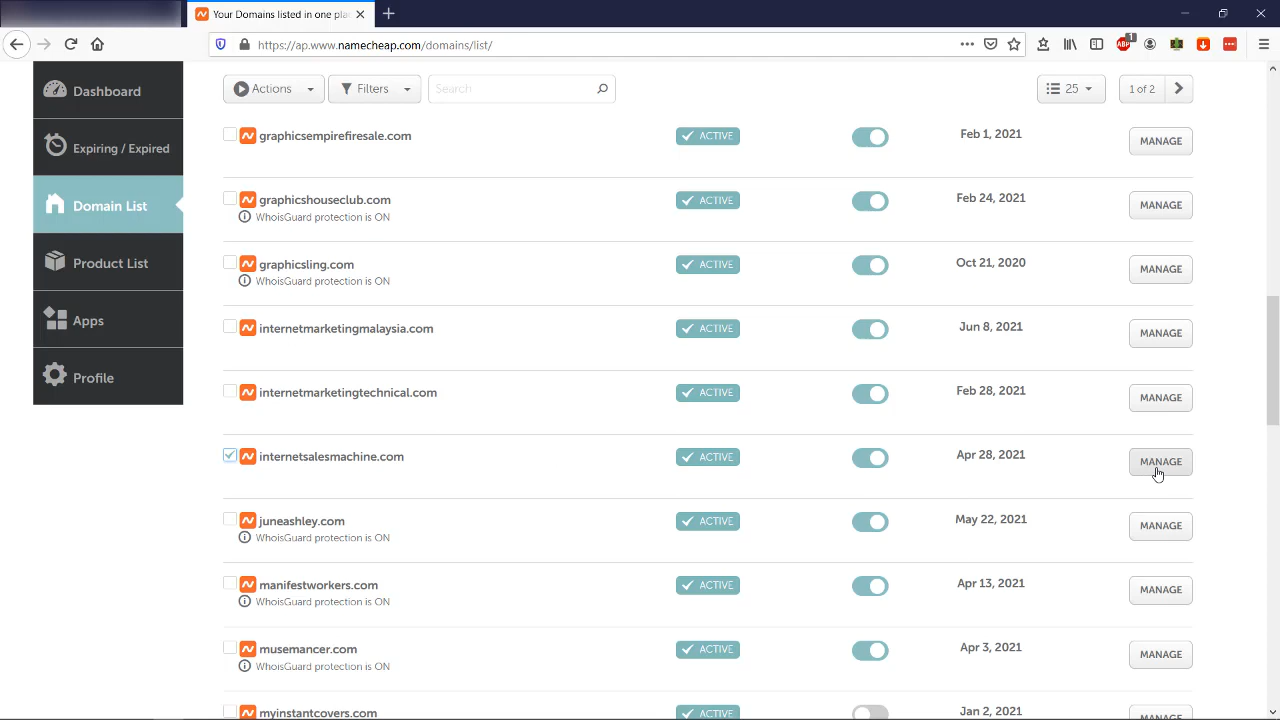 Your Domains listed in one pla
https://ap.www.namecheap.com/domains/list/
ABP 1
Dashboard
Expiring / Expired
Domain List
Product List
Apps
Profile
Actions Filters Search 25 1 of 2
graphicsempirefiresale.com ACTIVE Feb 1, 2021 MANAGE
graphicshouseclub.com ACTIVE Feb 24, 2021 MANAGE
WhoisGuard protection is ON
graphicsling.com ACTIVE Oct 21, 2020 MANAGE
WhoisGuard protection is ON
internetmarketingmalaysia.com ACTIVE Jun 8, 2021 MANAGE
internetmarketingtechnical.com ACTIVE Feb 28, 2021 MANAGE
internetsalesmachine.com ACTIVE Apr 28, 2021 MANAGE
juneashley.com ACTIVE May 22, 2021 MANAGE
WhoisGuard protection is ON
manifestworkers.com ACTIVE Apr 13, 2021 MANAGE
WhoisGuard protection is ON
musemancer.com ACTIVE Apr 3, 2021 MANAGE
WhoisGuard protection is ON
myinstantcovers.com ACTIVE Jan 2, 2021 MANAGE